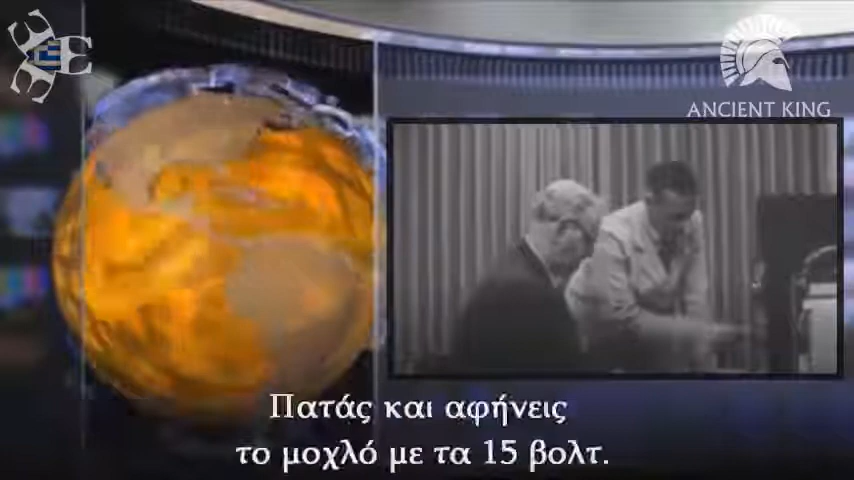 ANCIENT KING
Πατάς και αφήνεις
το μοχλό με τα 15 βολτ.